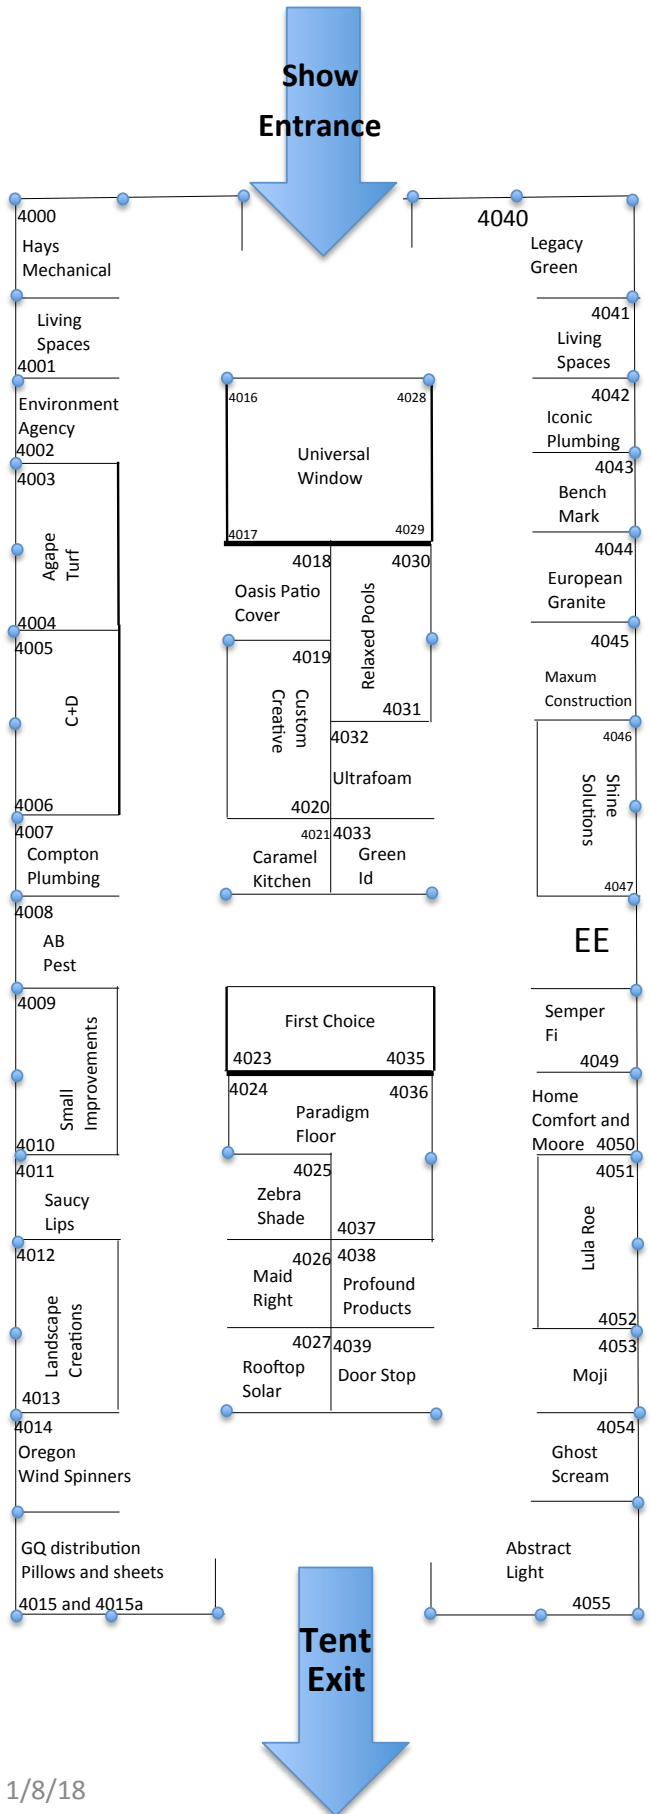 Show
Entrance
4000
Hays
Mechanical
Living
Spaces
4001
Environment
Agency
4002
4003
Agape
Turf
4004
4005
C+D
4006
4007
Compton
Plumbing
4008
AB
Pest
4009
Small
Improvements
4010
4011
Saucy
Lips
4012
Landscape
Creations
4013
4014
Oregon
Wind Spinners
GQ distribution
Pillows and sheets
4015 and 4015a
4016
4028
Universal
Window
4017
4029
4018
4030
Oasis Patio
Cover
Relaxed Pools
4019
Custom
Creative
4031
4032
Ultrafoam
4020
4021
4033
Caramel
Kitchen
Green
Id
First Choice
4023
4035
4024
4036
Paradigm
Floor
4025
Zebra
Shade
4037
4026
4038
Maid
Right
Profound
Products
4027
4039
Rooftop
Solar
Door Stop
4040
Legacy
Green
4041
Living
Spaces
4042
Iconic
Plumbing
4043
Bench
Mark
4044
European
Granite
4045
Maxum
Construction
4046
Shine
Solutions
4047
EE
Semper
Fi
4049
Home
Comfort and
Moore 4050
4051
Lula Roe
4052
4053
Moji
4054
Ghost
Scream
Abstract
Light
4055
Tent
Exit
1/8/18